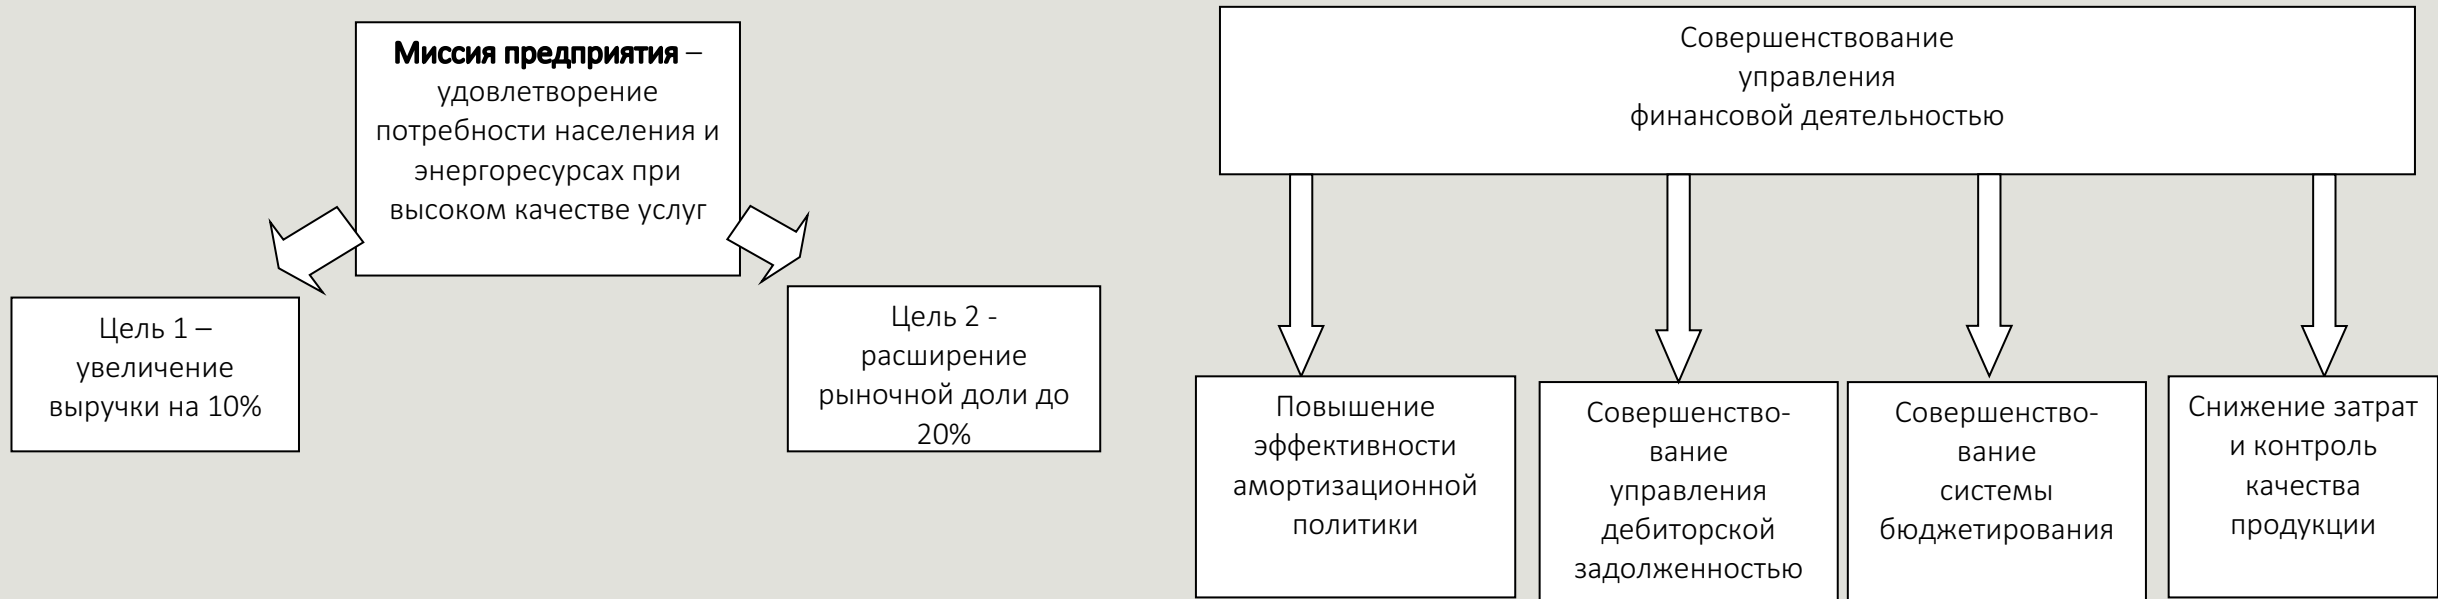 Миссия предприятия –
удовлетворение
потребности населения и
энергоресурсах при
высоком качестве услуг
Цель 1 –
увеличение
выручки на 10%
Цель 2 -
расширение
рыночной доли до
20%
Совершенствование
управления
финансовой деятельностью
Повышение
эффективности
амортизационной
политики
Совершенство-
вание
управления
дебиторской
задолженностью
Совершенство-
вание
системы
бюджетирования
Снижение затрат
и контроль
качества
продукции